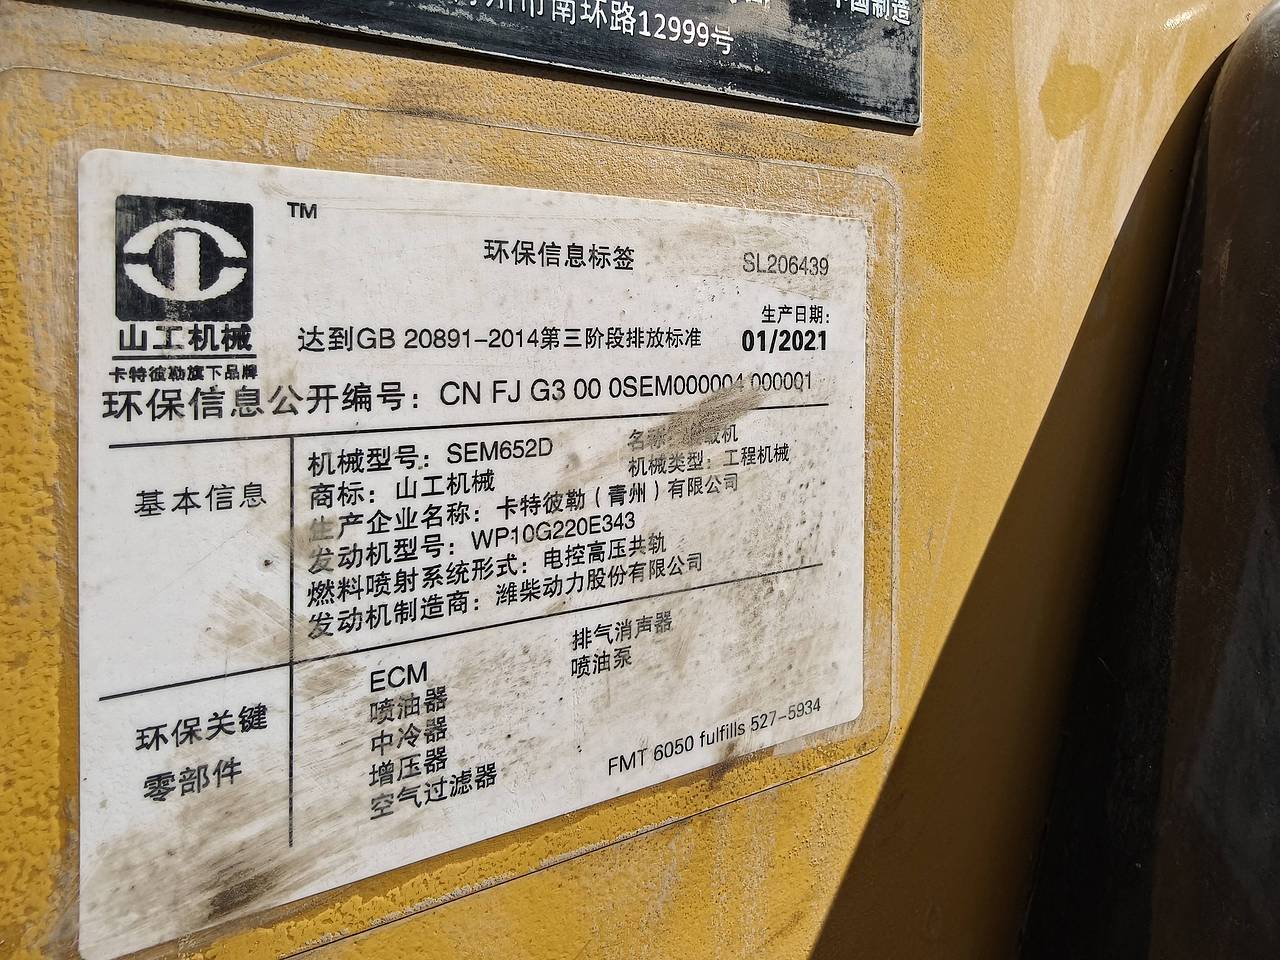 市南环路12999号
中国制造
TM
山工机械
卡特彼勒旗下品牌
环保信息标签
SL206439
生产日期:
01/2021
达到GB 20891-2014第三阶段排放标准
环保信息公开编号: CN FJ G3 00 0SEM000004 000001
基本信息
机械型号: SEM652D
名称:
机
商标: 山工机械
机械类型: 工程机械
生产企业名称: 卡特彼勒(青州)有限公司
发动机型号: WP10G220E343
燃料喷射系统形式: 电控高压共轨
发动机制造商: 潍柴动力股份有限公司
环保关键
零部件
ECM
喷油器
中冷器
增压器
空气过滤器
排气消声器
喷油泵
FMT 6050 fulfills 527-5934